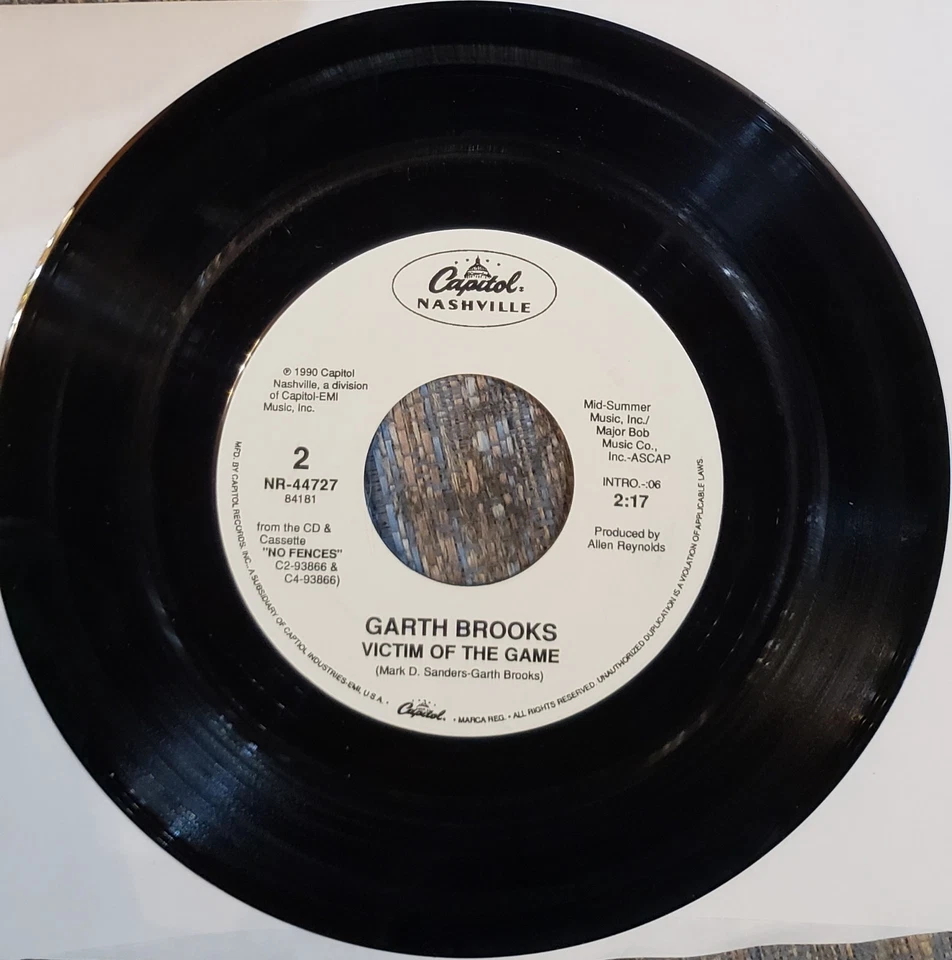 Capitol
NASHVILLE
℗ 1990 Capitol
Nashville, a division
of Capitol-EMI
Music, Inc.
2
NR-44727
84181
from the CD &
Cassette
"NO FENCES"
C2-93866 &
C4-93866)
Mid-Summer
Music, Inc./
Major Bob
Music Co.,
Inc.-ASCAP
INTRO.-:06
2:17
Produced by
Allen Reynolds
GARTH BROOKS
VICTIM OF THE GAME
(Mark D. Sanders-Garth Brooks)
MFD. BY CAPITOL RECORDS, INC., A SUBSIDIARY OF CAPTIOL INDUSTRIES-EMI, U.S.A. • Capitol. • MARCA REG. • ALL RIGHTS RESERVED. UNAUTHORIZED DUPLICATION IS A VIOLATION OF APPLICABLE LAWS.